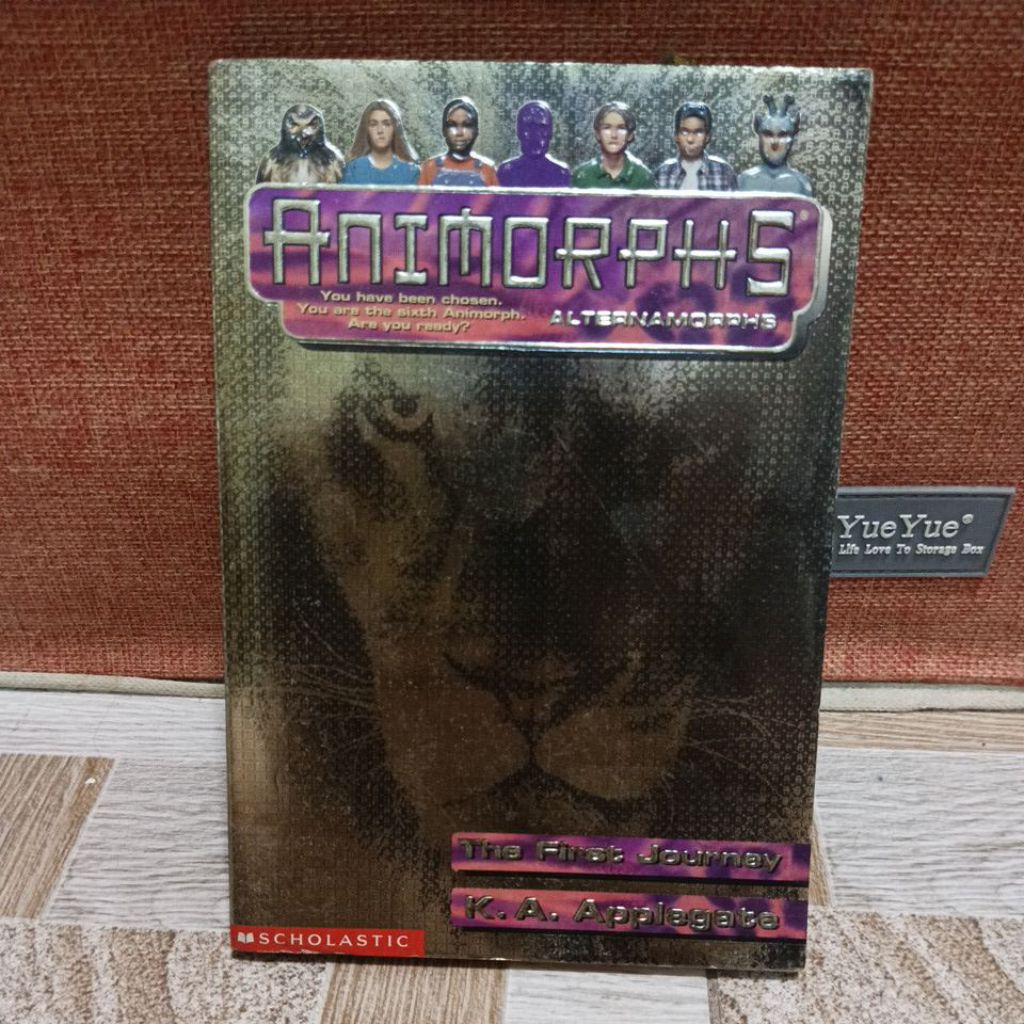 ANIMORPHS®
You have been chosen.
You are the sixth Animorph.
Are you ready?
ALTERNAMORPHS
YueYue®
Life Love To Storage Box
The First Journey
K. A. Applegate
SCHOLASTIC